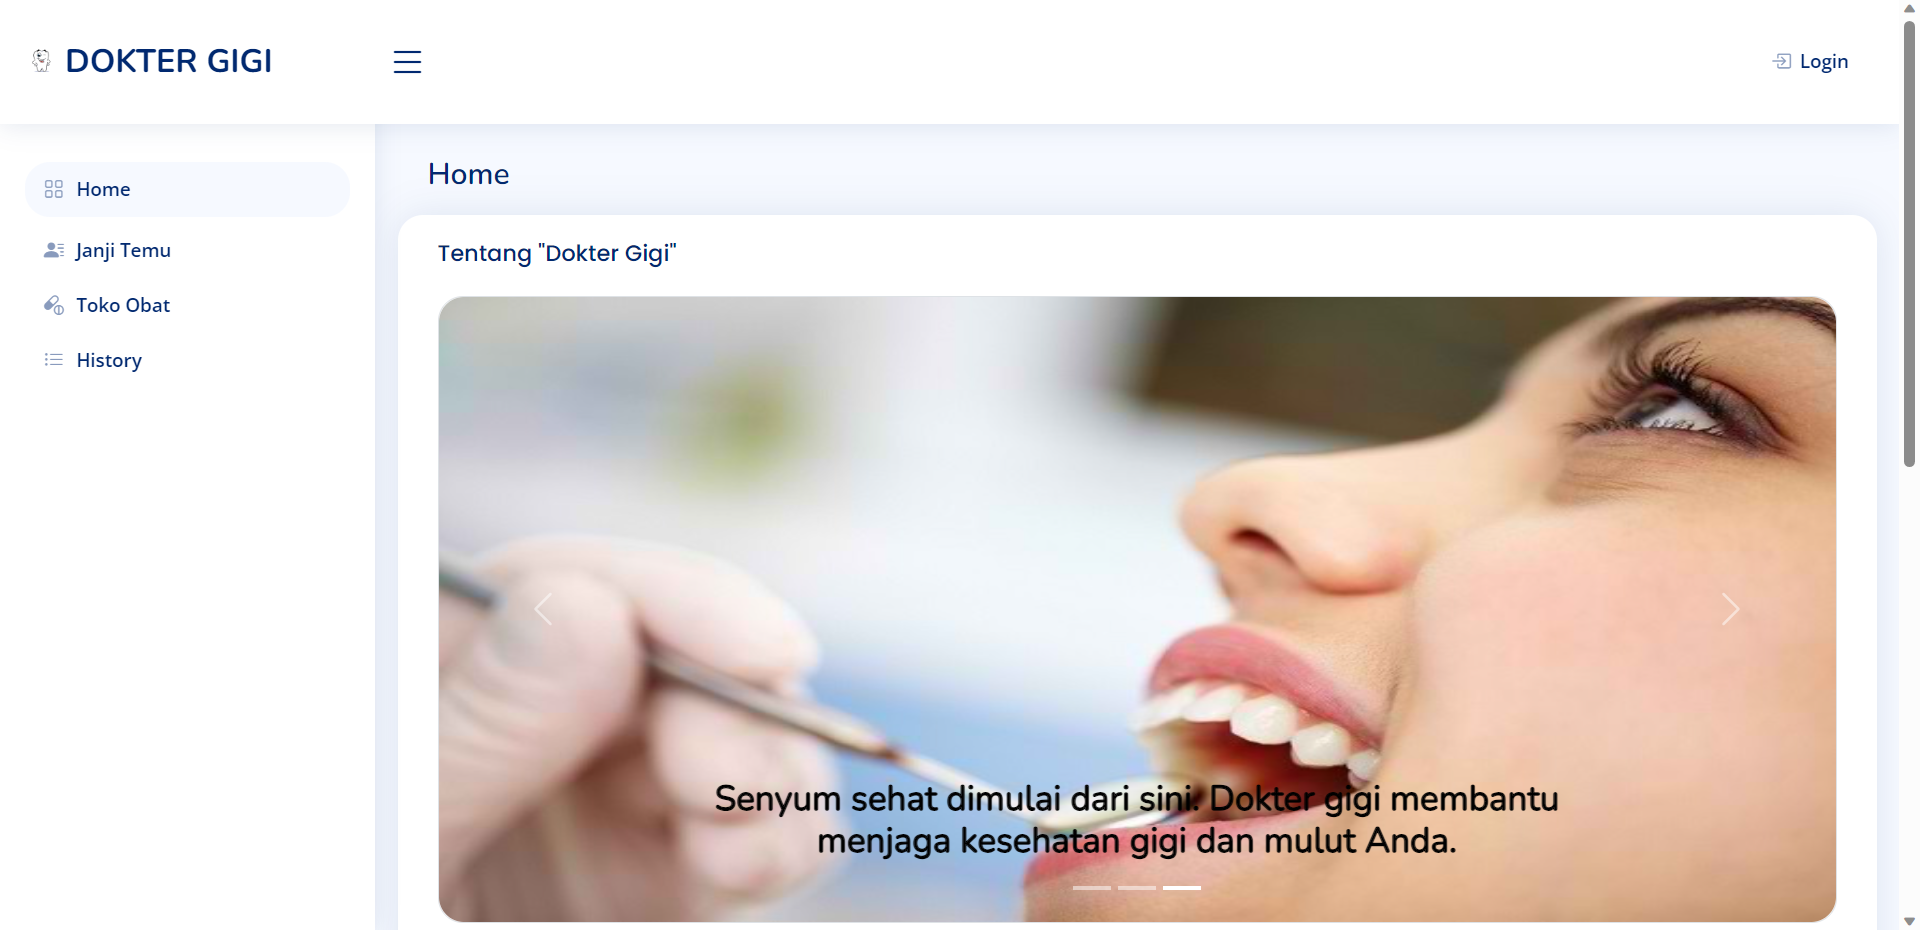 DOKTER GIGI
Login
Home
Janji Temu
Toko Obat
History
Home
Tentang "Dokter Gigi"
Senyum sehat dimulai dari sini. Dokter gigi membantu
menjaga kesehatan gigi dan mulut Anda.